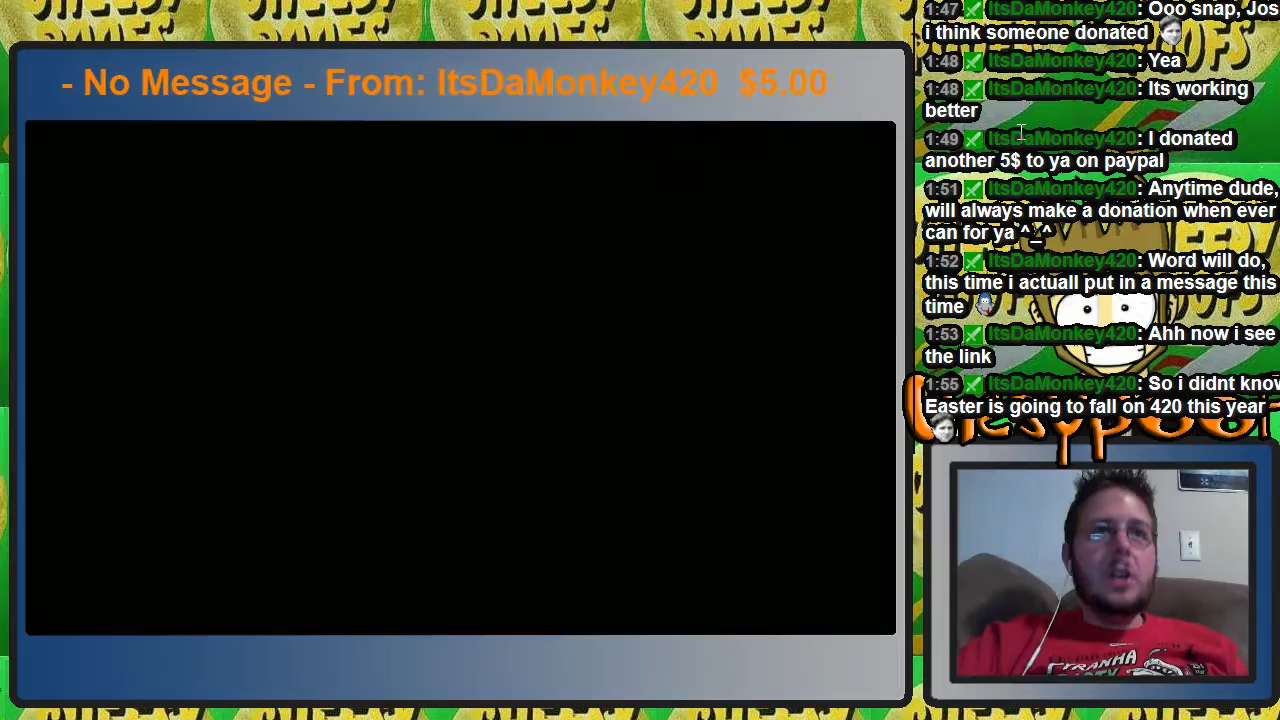 - No Message - From: ItsDaMonkey420 $5.00
1:47 ItsDaMonkey420: Ooo snap, Jos
i think someone donated
1:48 ItsDaMonkey420: Yea
1:48 ItsDaMonkey420: Its working
better
1:49 ItsDaMonkey420: I donated
another 5$ to ya on paypal
1:51 ItsDaMonkey420: Anytime dude,
will always make a donation when ever
can for ya ^_^
1:52 ItsDaMonkey420: Word will do,
this time i actuall put in a message this
time
1:53 ItsDaMonkey420: Ahh now i see
the link
1:55 ItsDaMonkey420: So i didnt know
Easter is going to fall on 420 this year